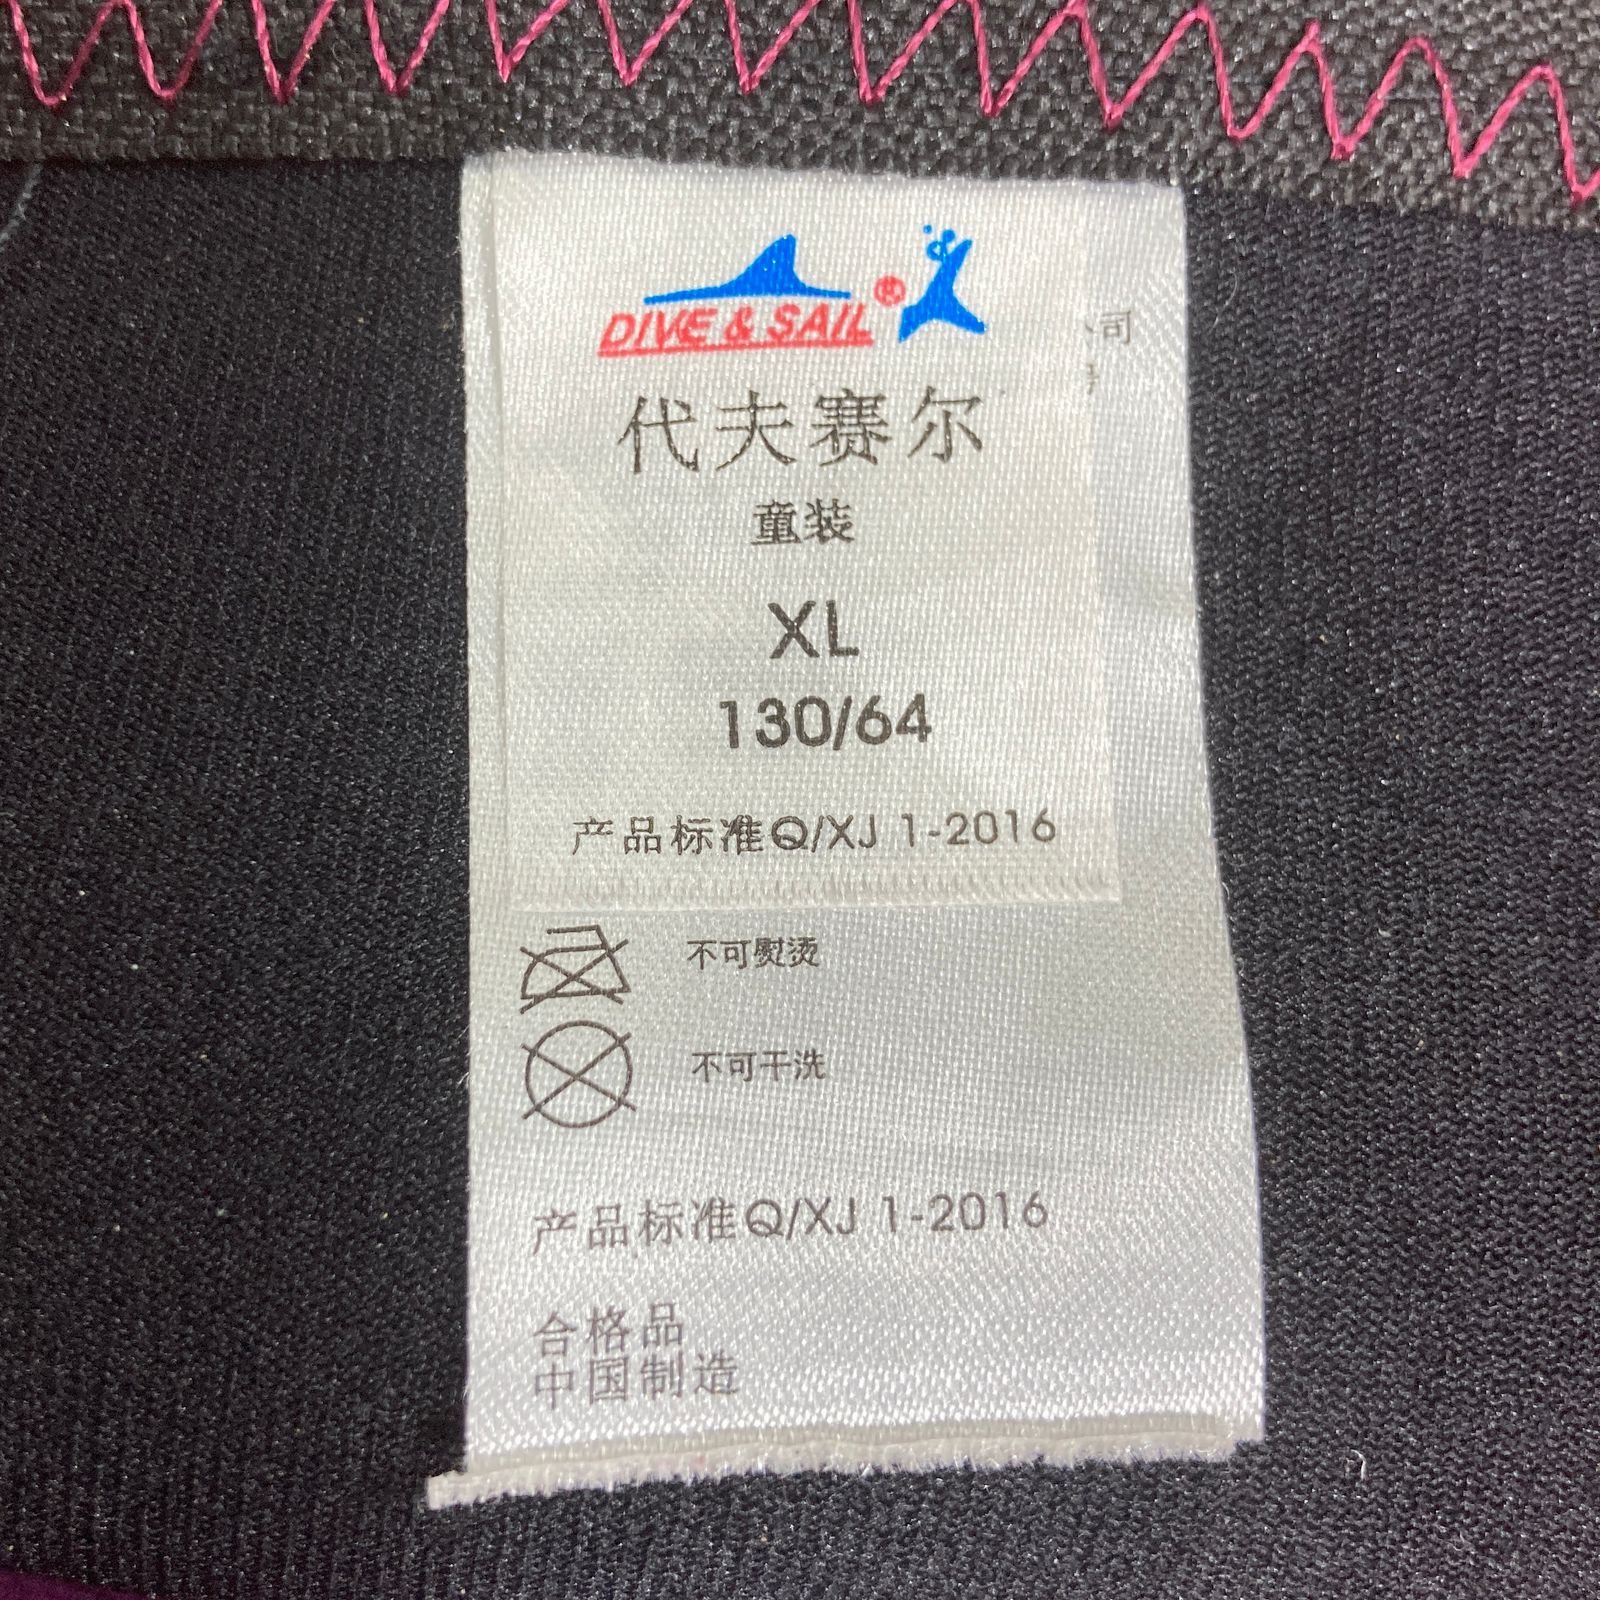 DIVE & SAIL®
司
代夫赛尔
童装
XL
130/64
产品标准Q/XJ 1-2016
不可熨烫
不可干洗
产品标准Q/XJ 1-2016
合格品
中国制造